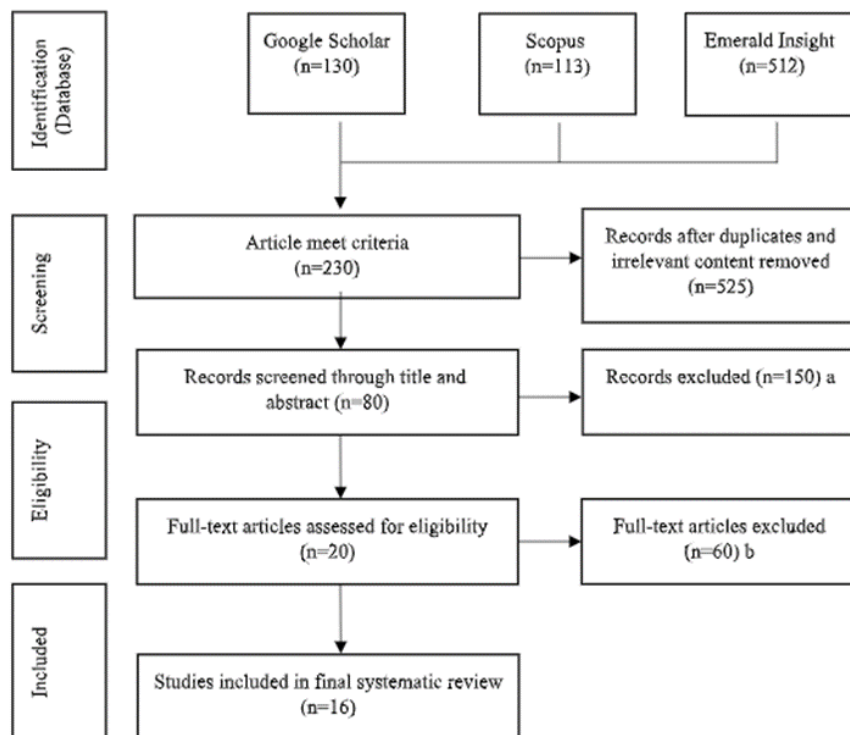 Identification
(Database)
Google Scholar
(n=130)
Scopus
(n=113)
Emerald Insight
(n=512)
Screening
Article meet criteria
(n=230)
Records after duplicates and
irrelevant content removed
(n=525)
Records screened through title and
abstract (n=80)
Records excluded (n=150) a
Eligibility
Full-text articles assessed for eligibility
(n=20)
Full-text articles excluded
(n=60) b
Included
Studies included in final systematic review
(n=16)